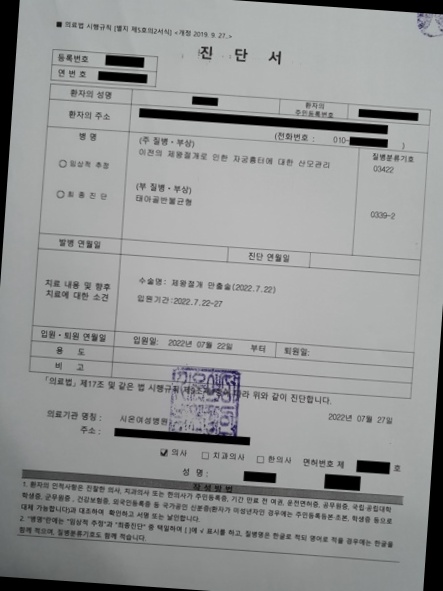 ■ 의료법 시행규칙 [별지 제5호의2서식] <개정 2019. 9. 27.>
진 단 서
등록번호
연 번 호
환자의 성명
환자의 주민등록번호
환자의 주소
(전화번호 : 010- )
병 명
(주 질병 · 부상)
질병분류기호
이전의 제왕절개로 인한 자궁흉터에 대한 산모관리
O3422
○ 임상적 추정
(부 질병 · 부상)
○ 최 종 진 단
태아골반불균형
O339-2
발병 연월일
진단 연월일
치료 내용 및 향후
치료에 대한 소견
수술명: 제왕절개 만출술(2022.7.22)
입원기간:2022.7.22-27
입원 · 퇴원 연월일
입원일: 2022년 07월 22일 부터
퇴원일:
용 도
비 고
「의료법」 제17조 및 같은 법 시행규칙 따라 위와 같이 진단합니다.
2022년 07월 27일
의료기관 명칭 : 시온여성병원
주소 :
☑ 의사 □ 치과의사 □ 한의사 면허번호 제 호
성 명 :
작 성 방 법
1. 환자의 인적사항은 진찰한 의사, 치과의사 또는 한의사가 주민등록증, 기간 만료 전 여권, 운전면허증, 공무원증, 국립·공립대학
학생증, 군무원증, 건강보험증, 외국인등록증 등 국가공인 신분증(환자가 미성년자인 경우에는 주민등록등본·초본, 학생증 등으로
대체 가능합니다)과 대조하여 확인하고 서명 또는 날인합니다.
2. "병명"란에는 "임상적 추정"과 "최종진단" 중 택일하여 [ ]에 √ 표시를 하고, 질병명은 한글로 적되 영어로 적을 경우에는 한글을
함께 적으며, 질병분류기호도 함께 적습니다.